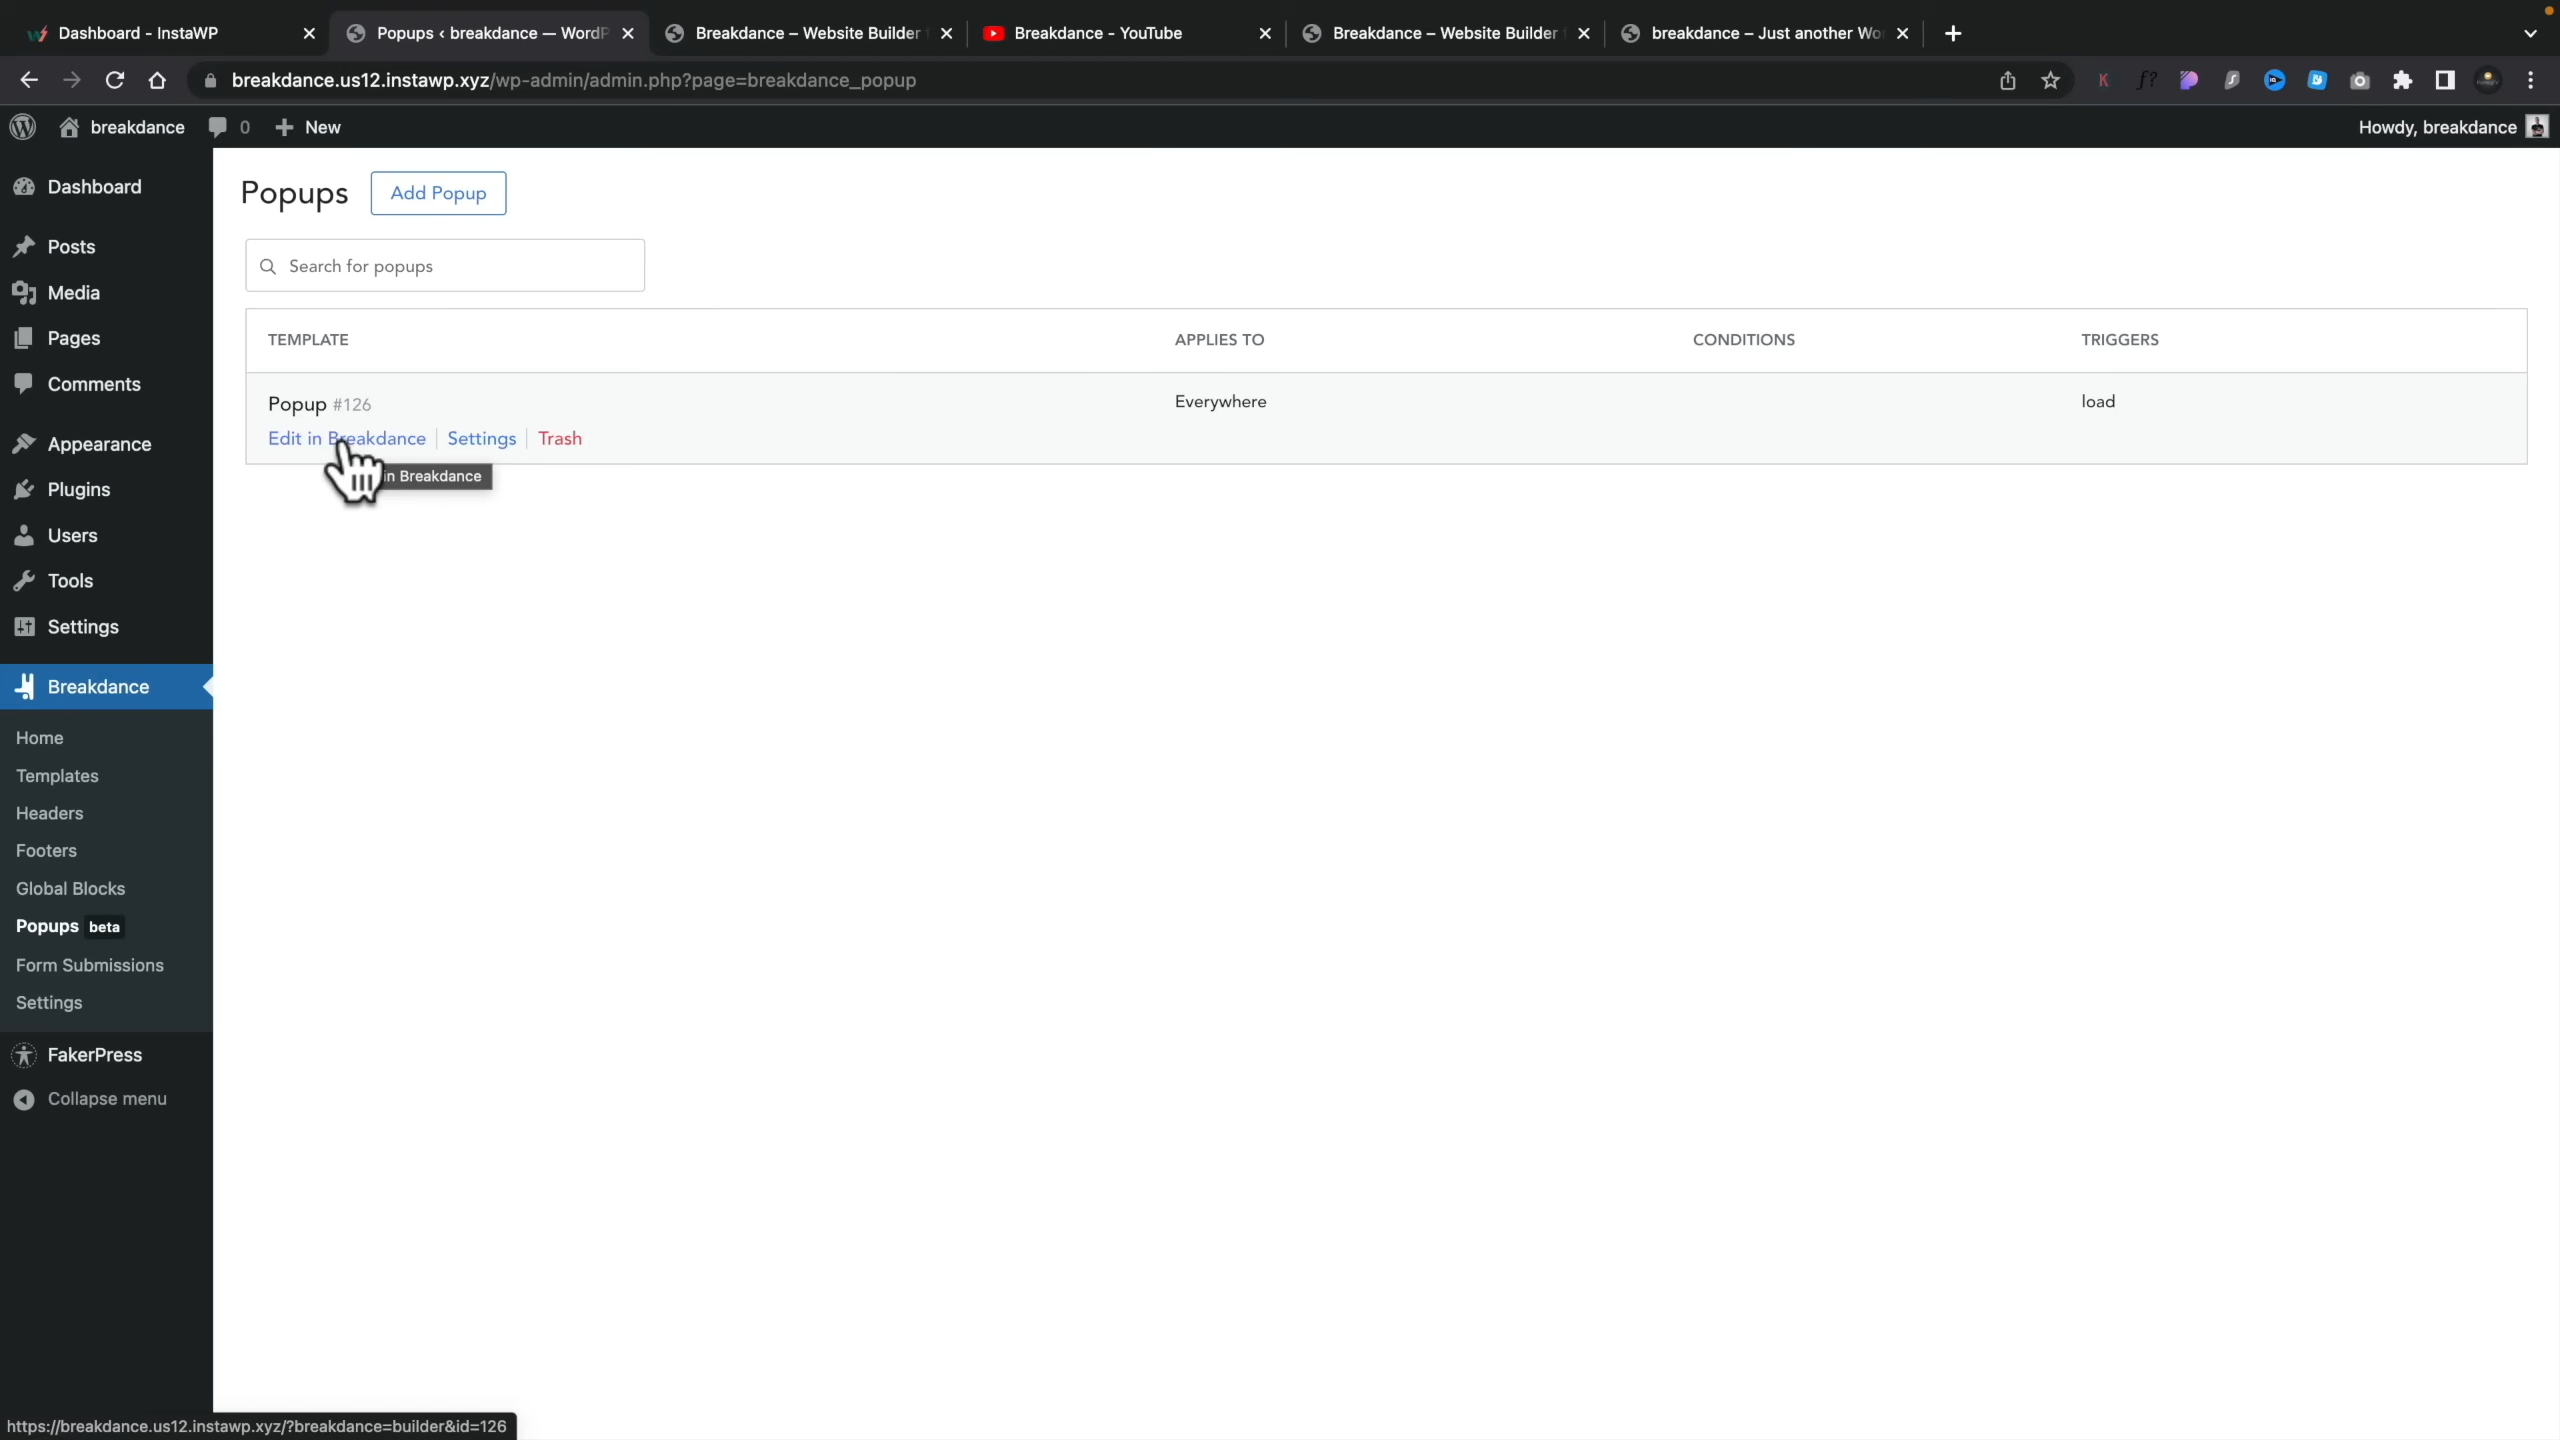 Dashboard - InstaWP
Popups ‹ breakdance — WordP
Breakdance – Website Builder
Breakdance - YouTube
Breakdance – Website Builder
breakdance – Just another Wo
breakdance.us12.instawp.xyz/wp-admin/admin.php?page=breakdance_popup
breakdance
0
New
Howdy, breakdance
Dashboard
Posts
Media
Pages
Comments
Appearance
Plugins
Users
Tools
Settings
Breakdance
Home
Templates
Headers
Footers
Global Blocks
Popups beta
Form Submissions
Settings
FakerPress
Collapse menu
Popups
Add Popup
Search for popups
TEMPLATE
APPLIES TO
CONDITIONS
TRIGGERS
Popup #126
Everywhere
load
Edit in Breakdance
Settings
Trash
in Breakdance
https://breakdance.us12.instawp.xyz/?breakdance=builder&id=126